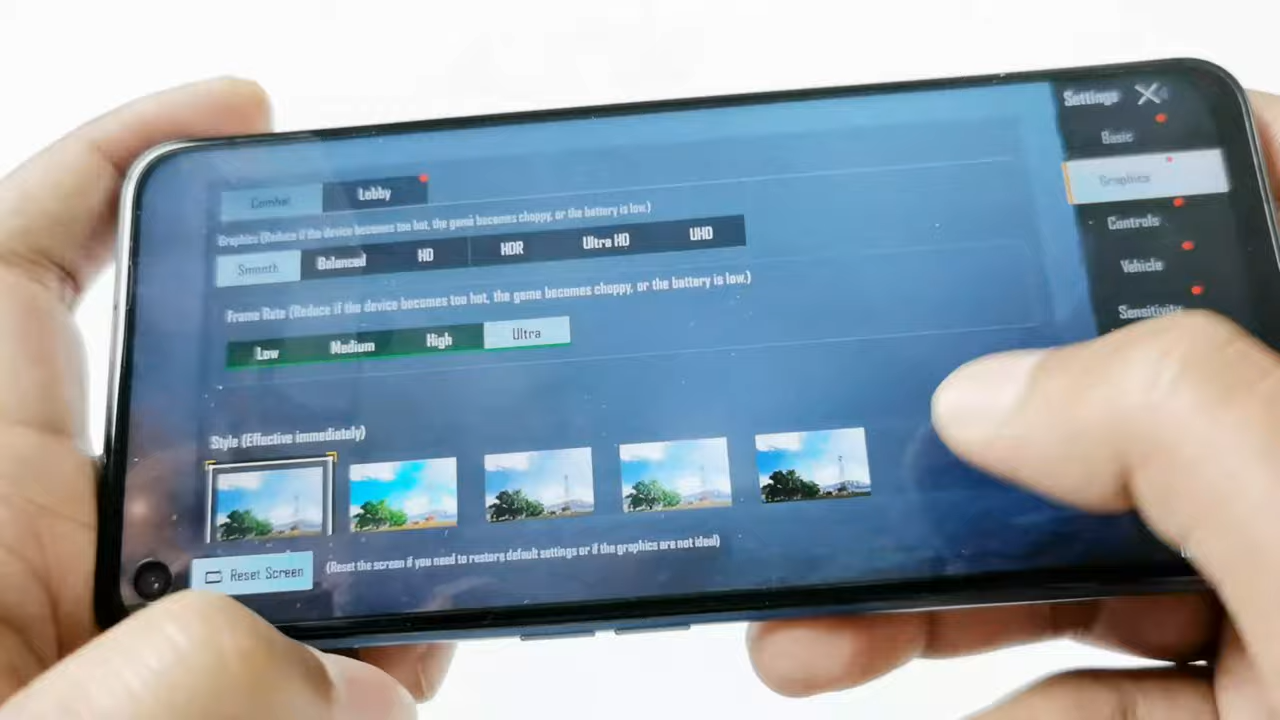 Settings
Basic
Combat Lobby
Graphics
Graphics (Reduce if the device becomes too hot, the game becomes choppy, or the battery is low.)
Smooth Balanced HD HDR Ultra HD UHD
Controls
Frame Rate (Reduce if the device becomes too hot, the game becomes choppy, or the battery is low.)
Vehicle
Low Medium High Ultra
Sensitivity
Style (Effective immediately)
Reset Screen (Reset the screen if you need to restore default settings or if the graphics are not ideal)